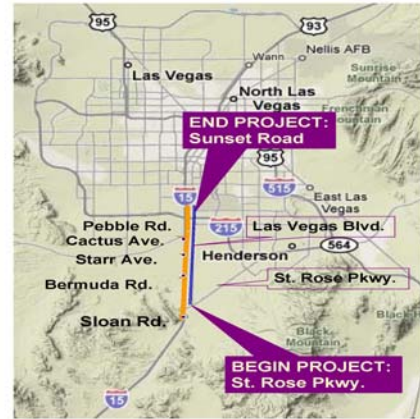 95
93
Wann
Nellis AFB
Las Vegas
Sunrise
Mountain
North Las
Vegas
Frenchman
Mountain
END PROJECT:
Sunset Road
95
15
515
East Las
Vegas
Pebble Rd.
215
Las Vegas Blvd.
Cactus Ave.
Henderson
564
Starr Ave.
Bermuda Rd.
St. Rose Pkwy.
Sloan Rd.
Black
Mountain
Black
BEGIN PROJECT:
St. Rose Pkwy.
15